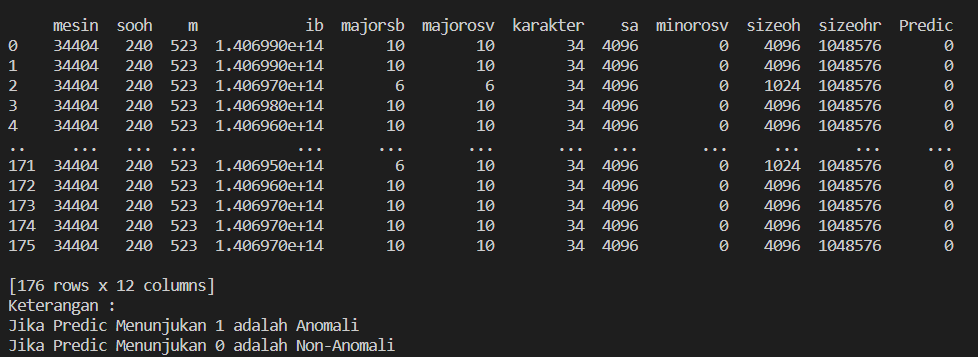 mesin sooh m ib majorsb majorosv karakter sa minorosv sizeoh sizeohr Predic
0 34404 240 523 1.406990e+14 10 10 34 4096 0 4096 1048576 0
1 34404 240 523 1.406990e+14 10 10 34 4096 0 4096 1048576 0
2 34404 240 523 1.406970e+14 6 6 34 4096 0 1024 1048576 0
3 34404 240 523 1.406980e+14 10 10 34 4096 0 4096 1048576 0
4 34404 240 523 1.406960e+14 10 10 34 4096 0 4096 1048576 0
.. ... ... ... ... ... ... ... ... ... ... ... ...
171 34404 240 523 1.406950e+14 6 10 34 4096 0 1024 1048576 0
172 34404 240 523 1.406960e+14 10 10 34 4096 0 4096 1048576 0
173 34404 240 523 1.406970e+14 10 10 34 4096 0 4096 1048576 0
174 34404 240 523 1.406970e+14 10 10 34 4096 0 4096 1048576 0
175 34404 240 523 1.406970e+14 10 10 34 4096 0 4096 1048576 0
[176 rows x 12 columns]
Keterangan :
Jika Predic Menunjukan 1 adalah Anomali
Jika Predic Menunjukan 0 adalah Non-Anomali